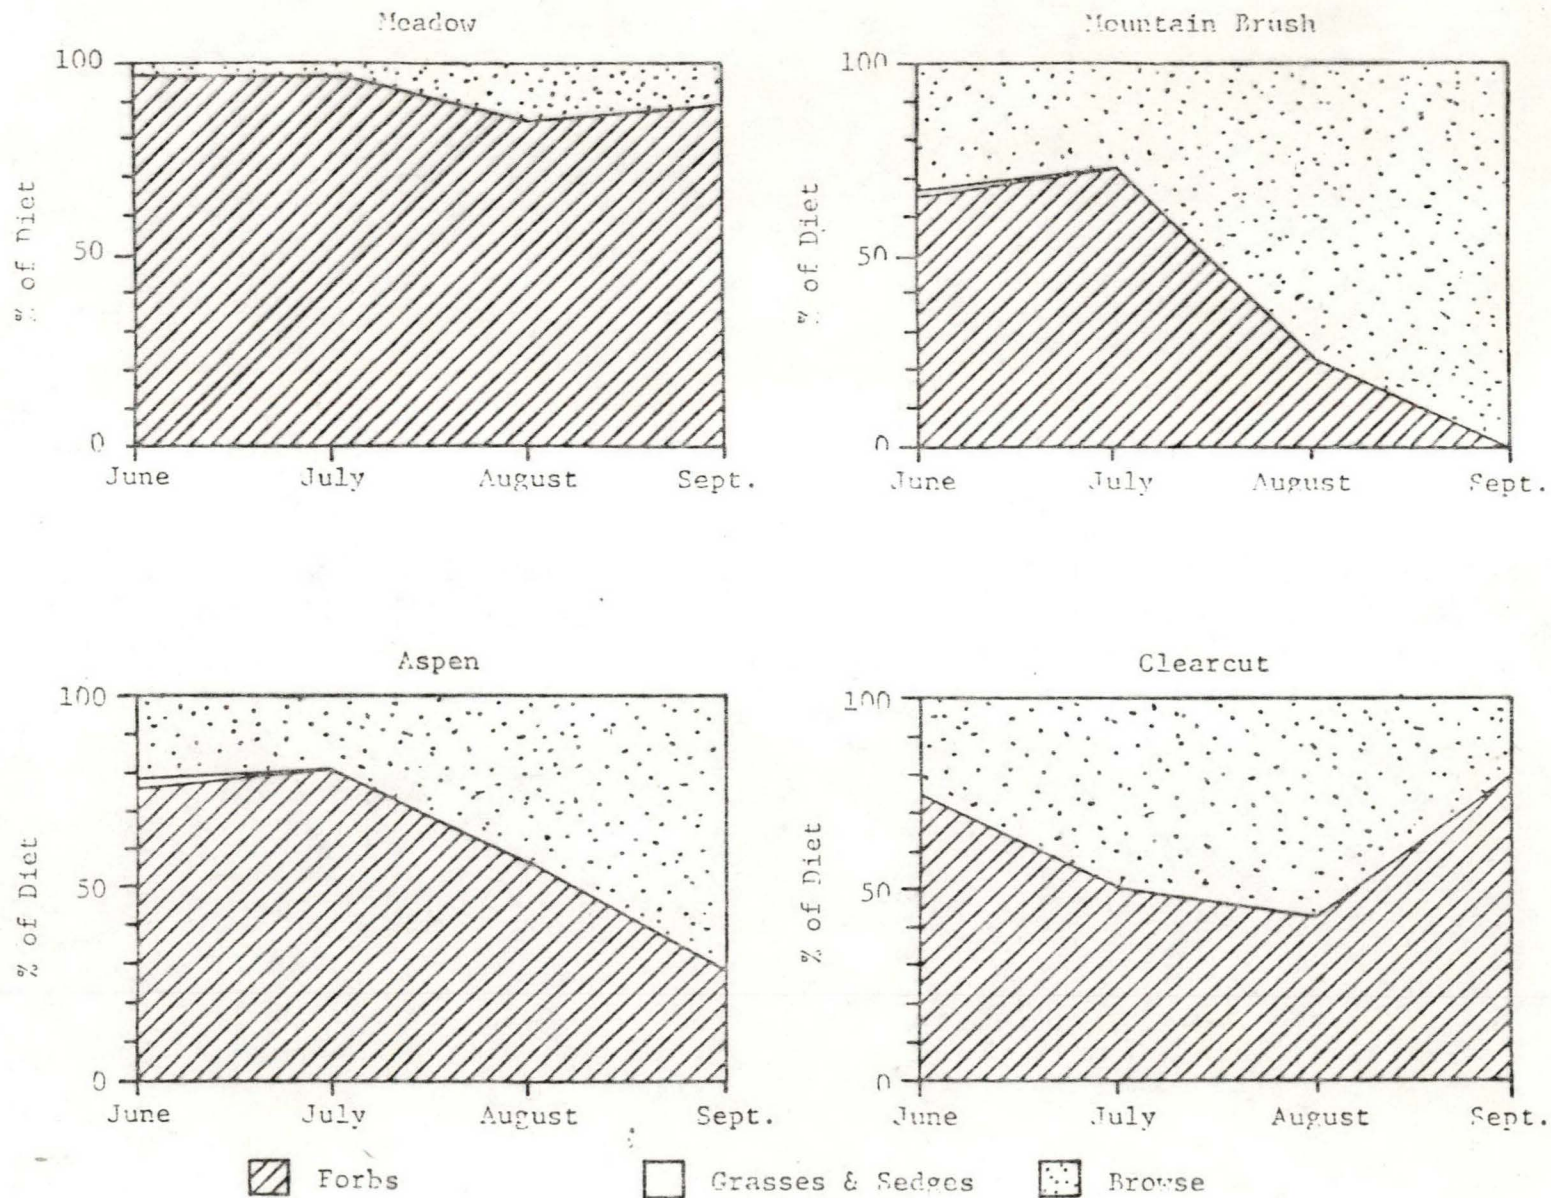 Meadow
100
50
0
% of Diet
June July August Sept.
Mountain Brush
100
50
0
% of Diet
June July August Sept.
Aspen
100
50
0
% of Diet
June July August Sept.
Clearcut
100
50
0
% of Diet
June July August Sept.
Forbs Grasses & Sedges Browse